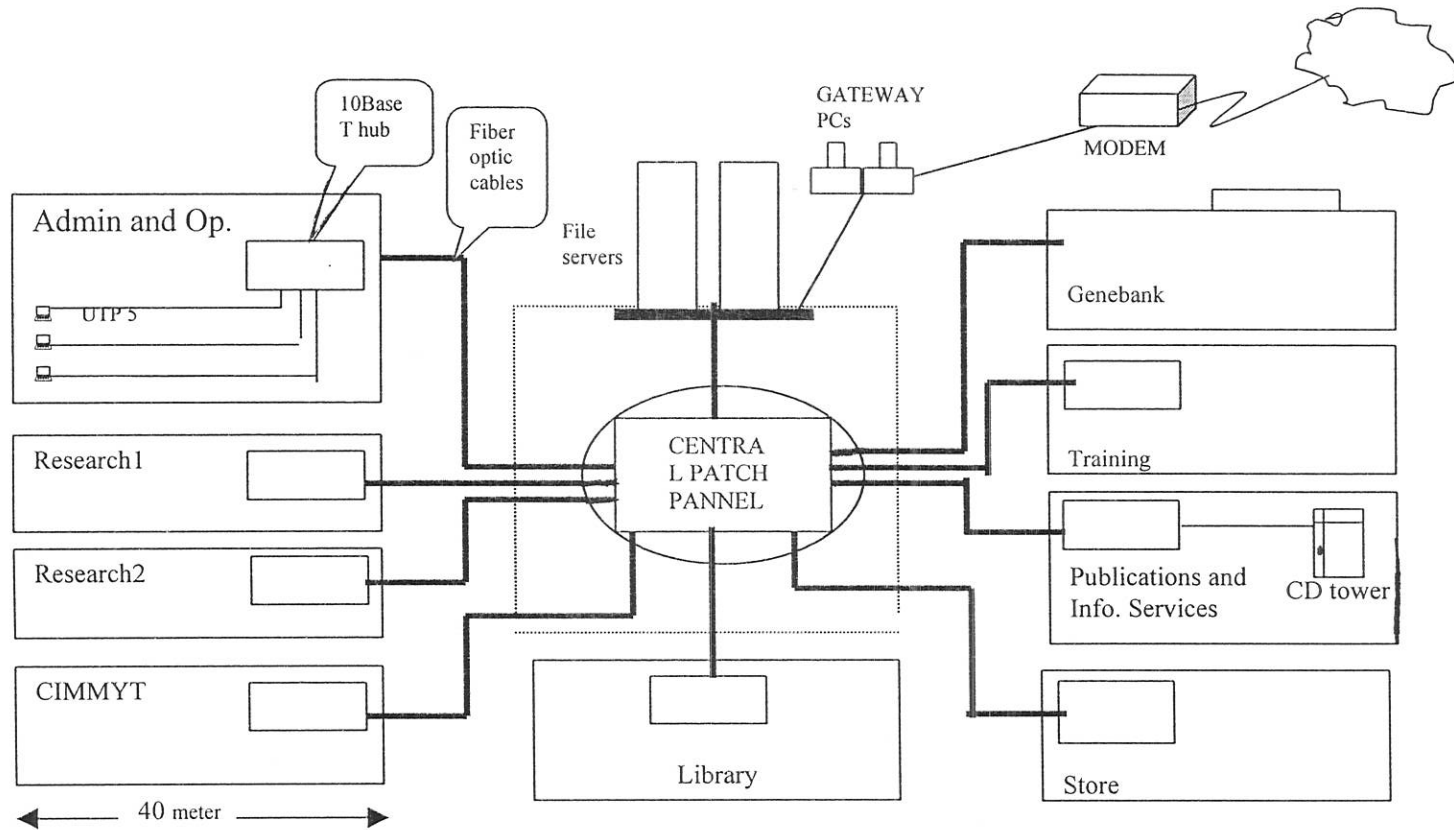 10Base
T hub
Fiber
optic
cables
GATEWAY
PCs
MODEM
Admin and Op.
UTP 5
File
servers
Genebank
CENTRA
L PATCH
PANNEL
Training
Research1
Research2
Publications and
Info. Services
CD tower
CIMMYT
Library
Store
40 meter